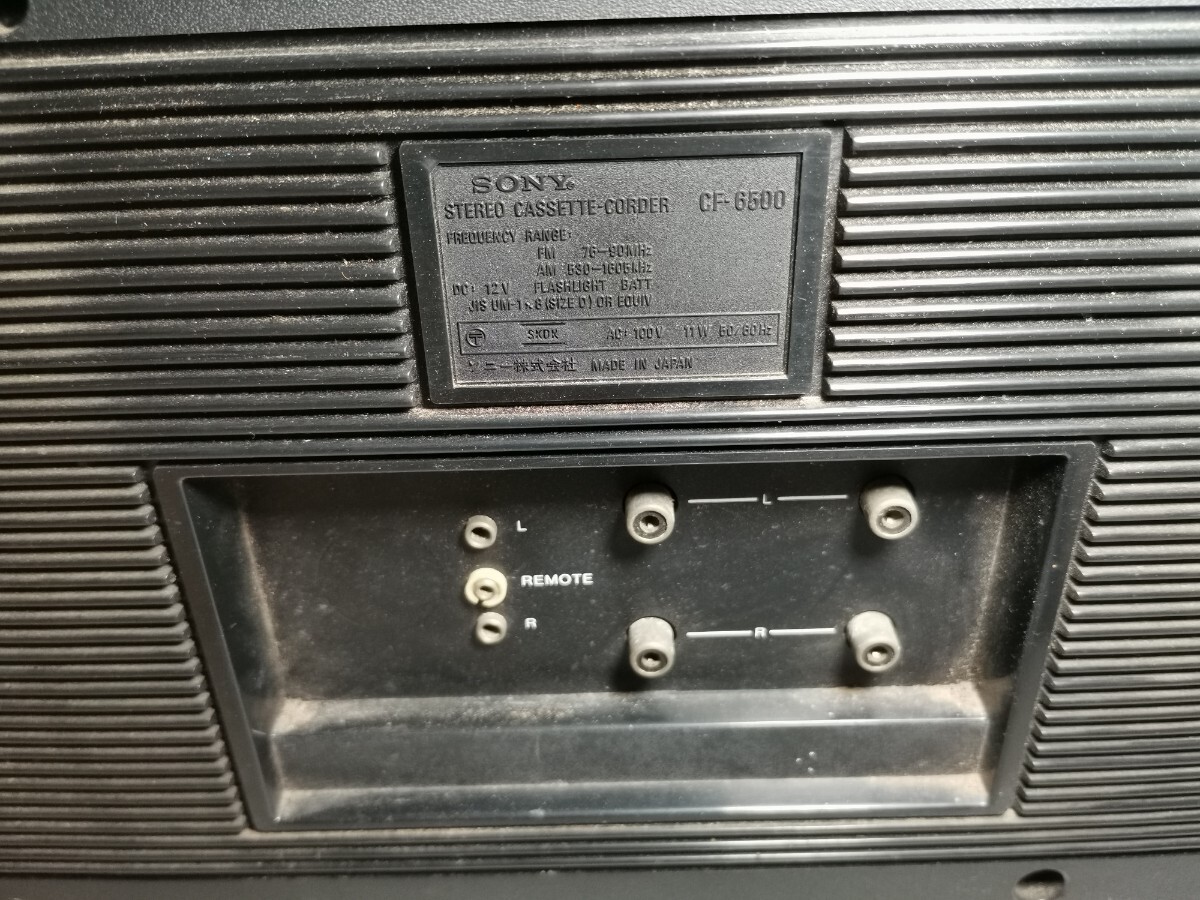 SONY®
STEREO CASSETTE-CORDER CF-6500
FREQUENCY RANGE:
FM 76-90MHz
AM 530-1605kHz
DC⎓ 12V FLASHLIGHT BATT
JIS UM-1×8(SIZE D) OR EQUIV
Ⓣ SKDK AC~100V 11W 50/60Hz
ソニー株式会社 MADE IN JAPAN
L L
REMOTE
R R